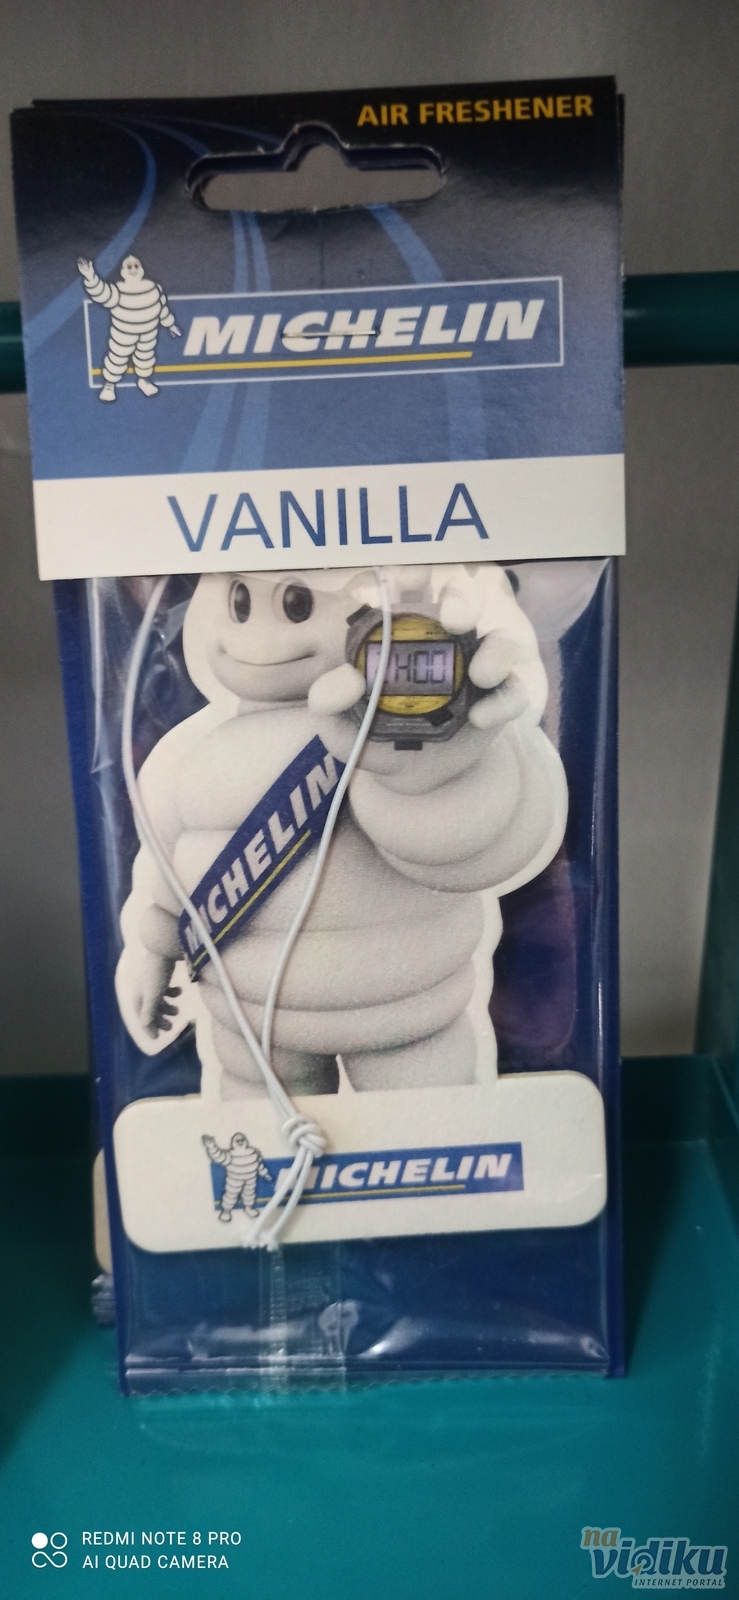 AIR FRESHENER
MICHELIN
VANILLA
MICHELIN
MICHELIN
REDMI NOTE 8 PRO
AI QUAD CAMERA
na
vidiku
INTERNET PORTAL